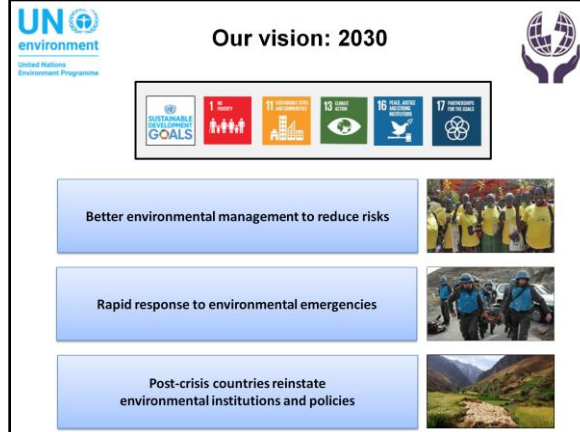 UN
environment
United Nations
Environment Programme
Our vision: 2030
SUSTAINABLE
DEVELOPMENT
GOALS
1 NO
POVERTY
11 SUSTAINABLE CITIES
AND COMMUNITIES
13 CLIMATE
ACTION
16 PEACE, JUSTICE
AND STRONG
INSTITUTIONS
17 PARTNERSHIPS
FOR THE GOALS
Better environmental management to reduce risks
Rapid response to environmental emergencies
Post-crisis countries reinstate
environmental institutions and policies